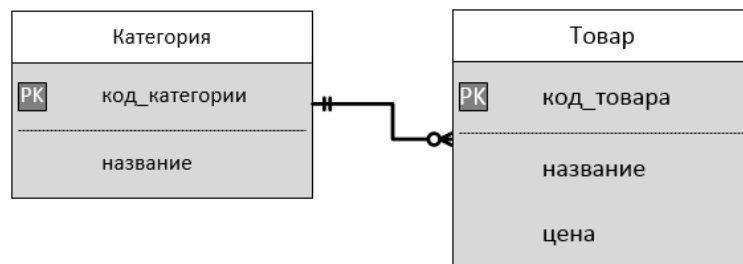 Категория
PK код_категории
название
Товар
PK код_товара
название
цена